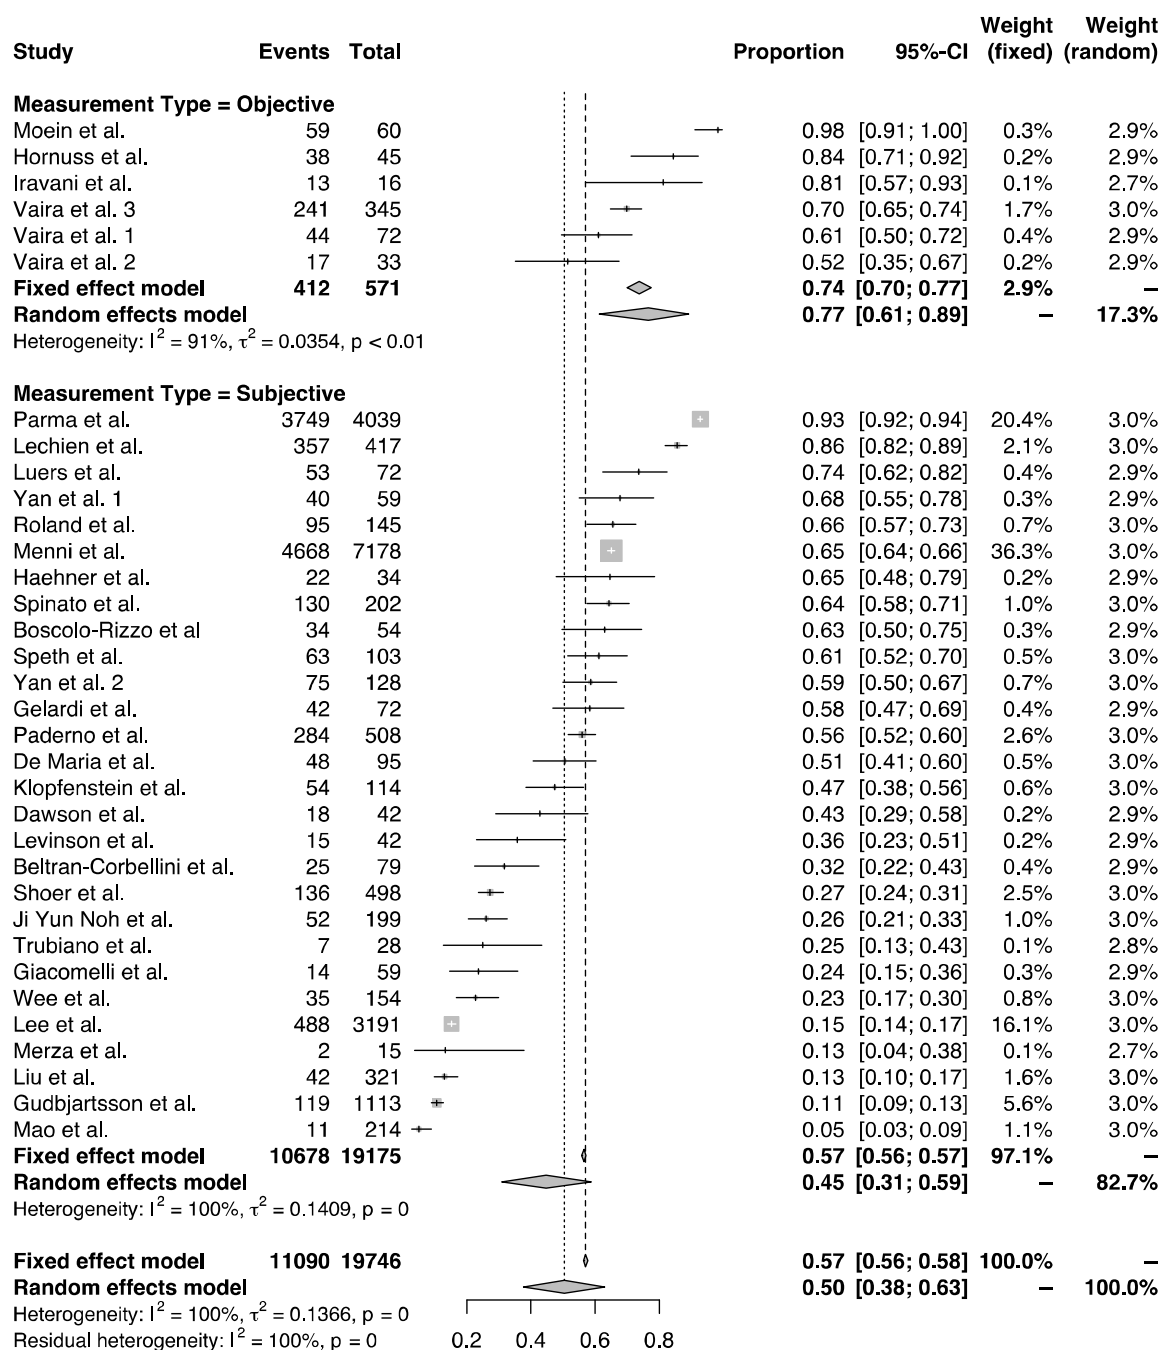 Weight Weight
Study Events Total Proportion 95%-CI (fixed) (random)
Measurement Type = Objective
Moein et al. 59 60 0.98 [0.91; 1.00] 0.3% 2.9%
Hornuss et al. 38 45 0.84 [0.71; 0.92] 0.2% 2.9%
Iravani et al. 13 16 0.81 [0.57; 0.93] 0.1% 2.7%
Vaira et al. 3 241 345 0.70 [0.65; 0.74] 1.7% 3.0%
Vaira et al. 1 44 72 0.61 [0.50; 0.72] 0.4% 2.9%
Vaira et al. 2 17 33 0.52 [0.35; 0.67] 0.2% 2.9%
Fixed effect model 412 571 0.74 [0.70; 0.77] 2.9% –
Random effects model 0.77 [0.61; 0.89] – 17.3%
Heterogeneity: I² = 91%, τ² = 0.0354, p < 0.01
Measurement Type = Subjective
Parma et al. 3749 4039 0.93 [0.92; 0.94] 20.4% 3.0%
Lechien et al. 357 417 0.86 [0.82; 0.89] 2.1% 3.0%
Luers et al. 53 72 0.74 [0.62; 0.82] 0.4% 2.9%
Yan et al. 1 40 59 0.68 [0.55; 0.78] 0.3% 2.9%
Roland et al. 95 145 0.66 [0.57; 0.73] 0.7% 3.0%
Menni et al. 4668 7178 0.65 [0.64; 0.66] 36.3% 3.0%
Haehner et al. 22 34 0.65 [0.48; 0.79] 0.2% 2.9%
Spinato et al. 130 202 0.64 [0.58; 0.71] 1.0% 3.0%
Boscolo-Rizzo et al 34 54 0.63 [0.50; 0.75] 0.3% 2.9%
Speth et al. 63 103 0.61 [0.52; 0.70] 0.5% 3.0%
Yan et al. 2 75 128 0.59 [0.50; 0.67] 0.7% 3.0%
Gelardi et al. 42 72 0.58 [0.47; 0.69] 0.4% 2.9%
Paderno et al. 284 508 0.56 [0.52; 0.60] 2.6% 3.0%
De Maria et al. 48 95 0.51 [0.41; 0.60] 0.5% 3.0%
Klopfenstein et al. 54 114 0.47 [0.38; 0.56] 0.6% 3.0%
Dawson et al. 18 42 0.43 [0.29; 0.58] 0.2% 2.9%
Levinson et al. 15 42 0.36 [0.23; 0.51] 0.2% 2.9%
Beltran-Corbellini et al. 25 79 0.32 [0.22; 0.43] 0.4% 2.9%
Shoer et al. 136 498 0.27 [0.24; 0.31] 2.5% 3.0%
Ji Yun Noh et al. 52 199 0.26 [0.21; 0.33] 1.0% 3.0%
Trubiano et al. 7 28 0.25 [0.13; 0.43] 0.1% 2.8%
Giacomelli et al. 14 59 0.24 [0.15; 0.36] 0.3% 2.9%
Wee et al. 35 154 0.23 [0.17; 0.30] 0.8% 3.0%
Lee et al. 488 3191 0.15 [0.14; 0.17] 16.1% 3.0%
Merza et al. 2 15 0.13 [0.04; 0.38] 0.1% 2.7%
Liu et al. 42 321 0.13 [0.10; 0.17] 1.6% 3.0%
Gudbjartsson et al. 119 1113 0.11 [0.09; 0.13] 5.6% 3.0%
Mao et al. 11 214 0.05 [0.03; 0.09] 1.1% 3.0%
Fixed effect model 10678 19175 0.57 [0.56; 0.57] 97.1% –
Random effects model 0.45 [0.31; 0.59] – 82.7%
Heterogeneity: I² = 100%, τ² = 0.1409, p = 0
Fixed effect model 11090 19746 0.57 [0.56; 0.58] 100.0% –
Random effects model 0.50 [0.38; 0.63] – 100.0%
Heterogeneity: I² = 100%, τ² = 0.1366, p = 0
Residual heterogeneity: I² = 100%, p = 0 0.2 0.4 0.6 0.8